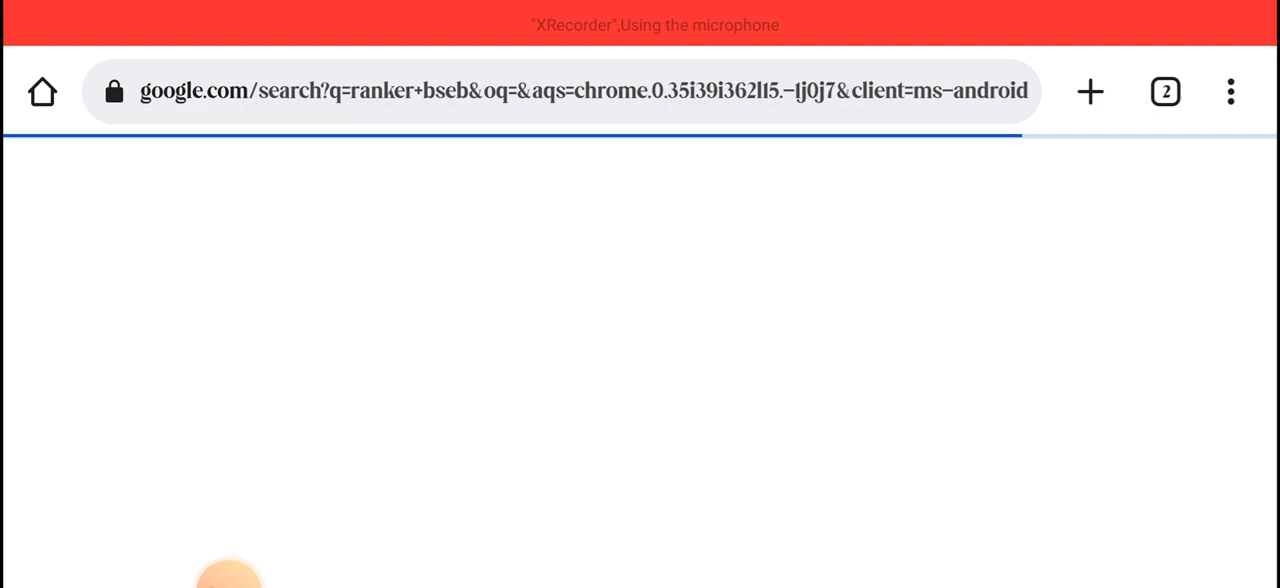 "XRecorder",Using the microphone
google.com/search?q=ranker+bseb&oq=&aqs=chrome.0.35i39i362l15.-1j0j7&client=ms-android
2